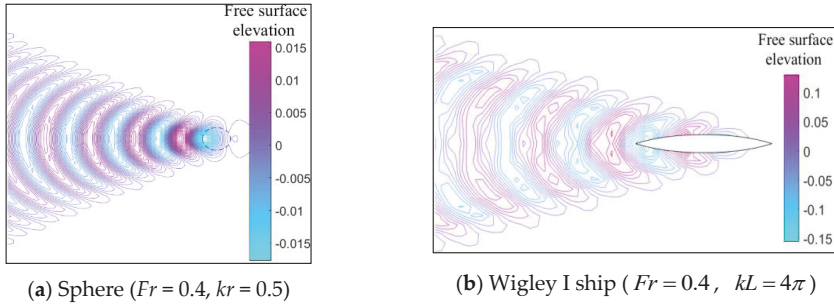 Free surface
elevation
0.015
0.01
0.005
0
-0.005
-0.01
-0.015
(a) Sphere (Fr = 0.4, kr = 0.5)
Free surface
elevation
0.1
0.05
0
-0.05
-0.1
-0.15
(b) Wigley I ship ( Fr = 0.4 , kL = 4π )